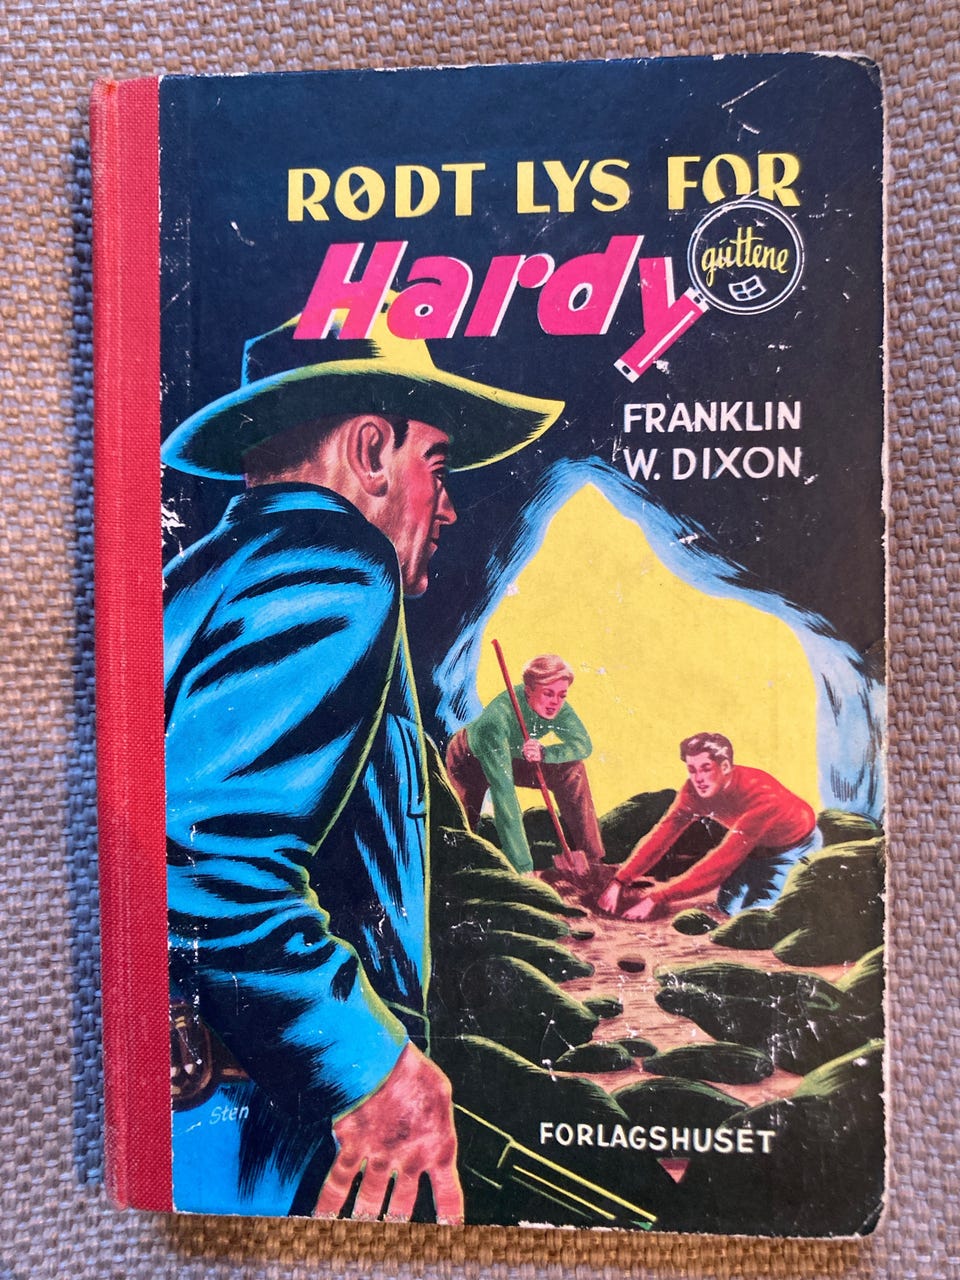 RØDT LYS FOR
Hardy guttene
FRANKLIN
W. DIXON
Sten
FORLAGSHUSET